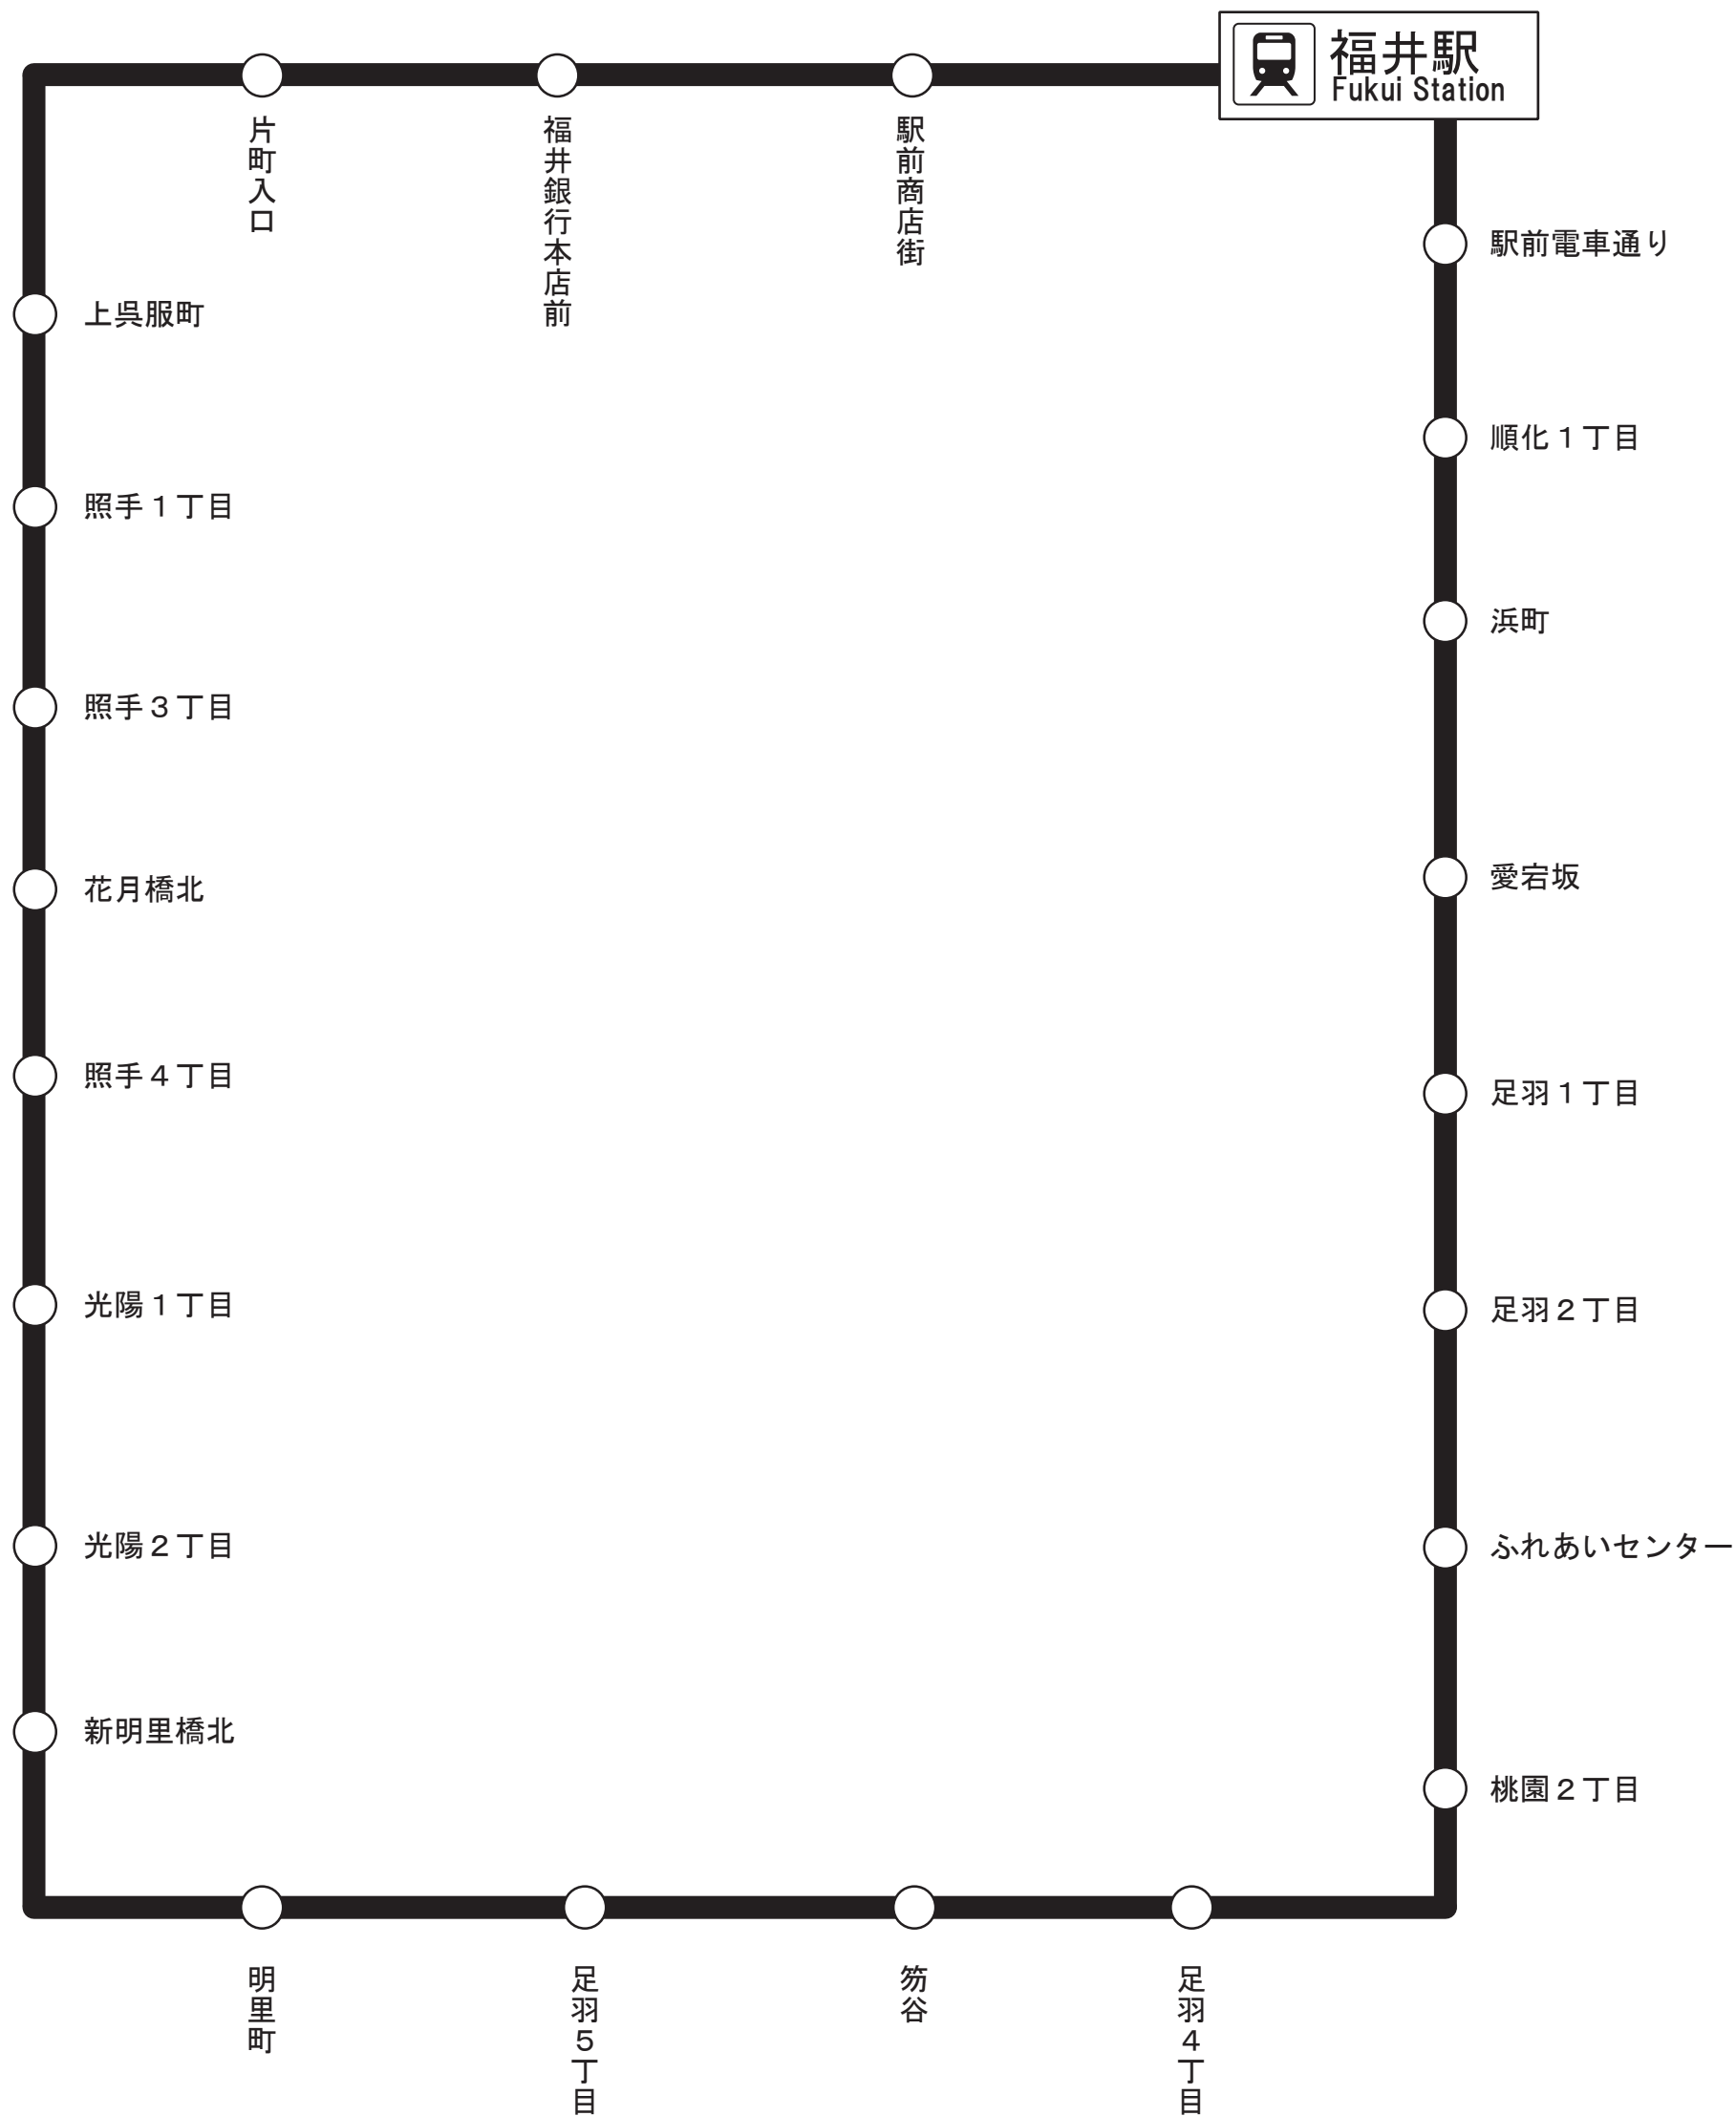 福井駅
Fukui Station
片町入口
福井銀行本店前
駅前商店街
駅前電車通り
上呉服町
順化１丁目
照手１丁目
浜町
照手３丁目
愛宕坂
花月橋北
照手４丁目
足羽１丁目
光陽１丁目
足羽２丁目
光陽２丁目
ふれあいセンター
新明里橋北
桃園２丁目
明里町
足羽５丁目
笏谷
足羽４丁目